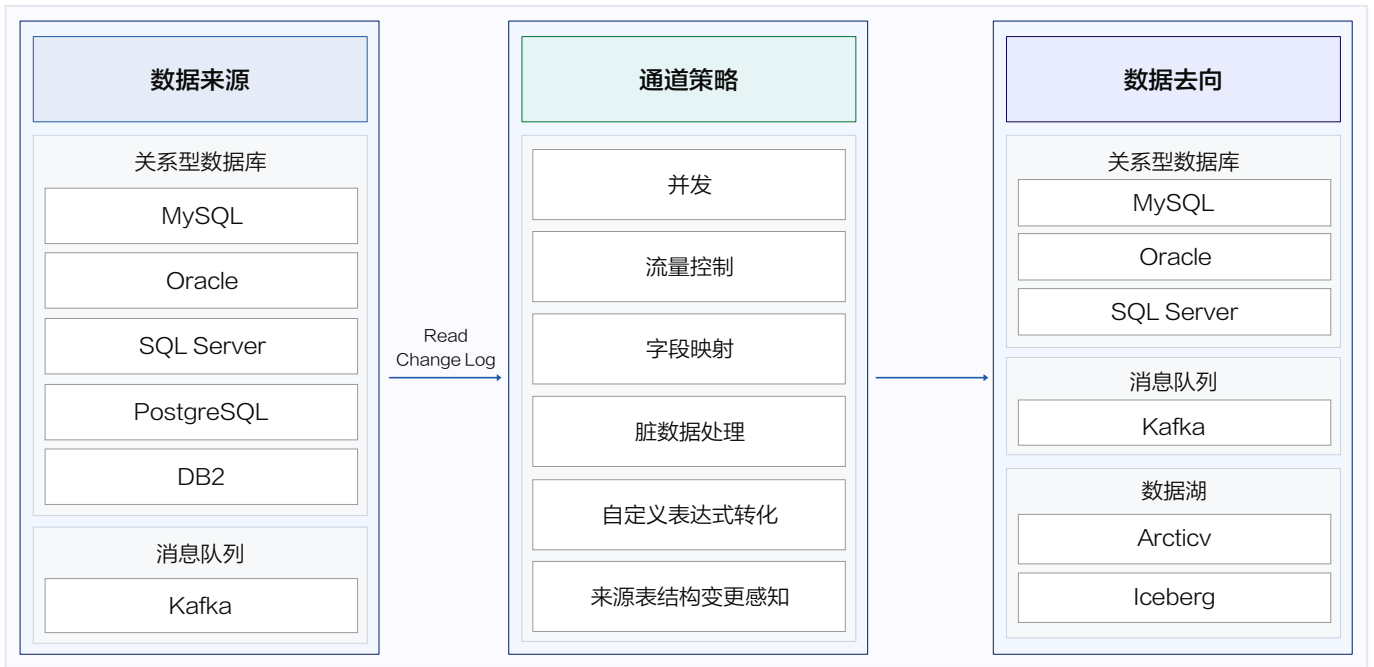 数据来源
关系型数据库
MySQL
Oracle
SQL Server
PostgreSQL
DB2
消息队列
Kafka
Read
Change Log
通道策略
并发
流量控制
字段映射
脏数据处理
自定义表达式转化
来源表结构变更感知
数据去向
关系型数据库
MySQL
Oracle
SQL Server
消息队列
Kafka
数据湖
Arcticv
Iceberg